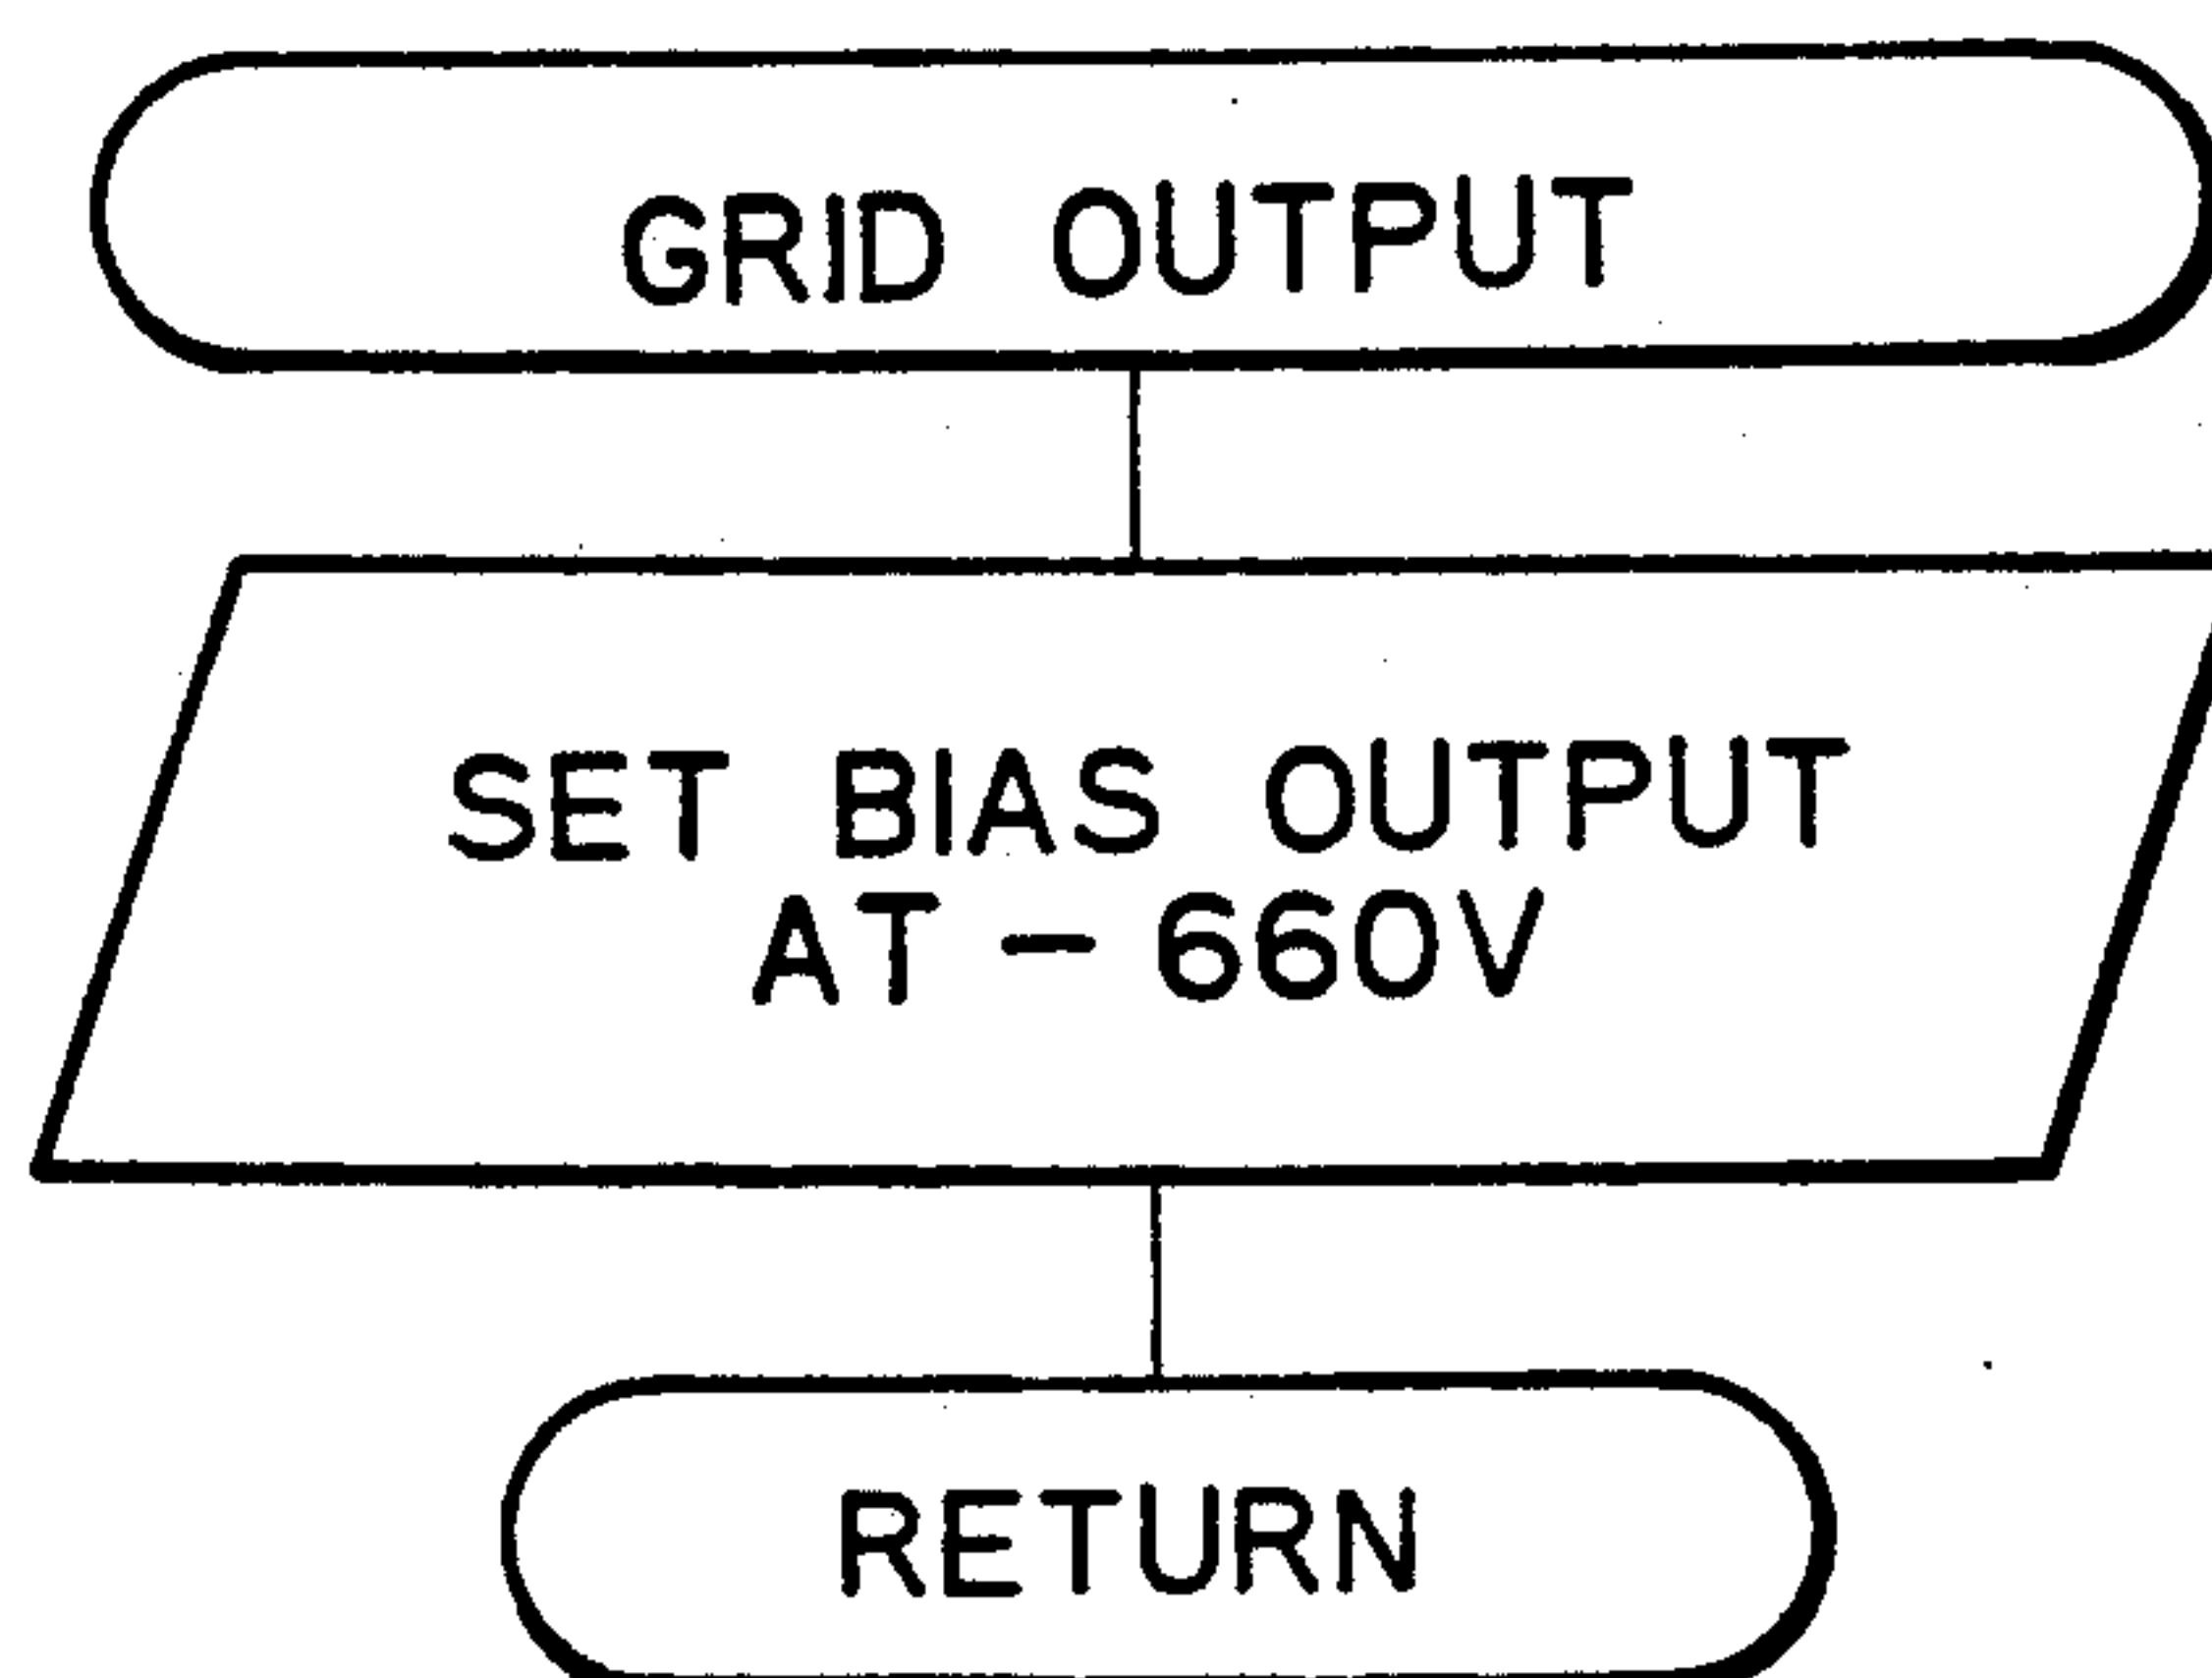 GRID OUTPUT
SET BIAS OUTPUT
AT - 660V
RETURN